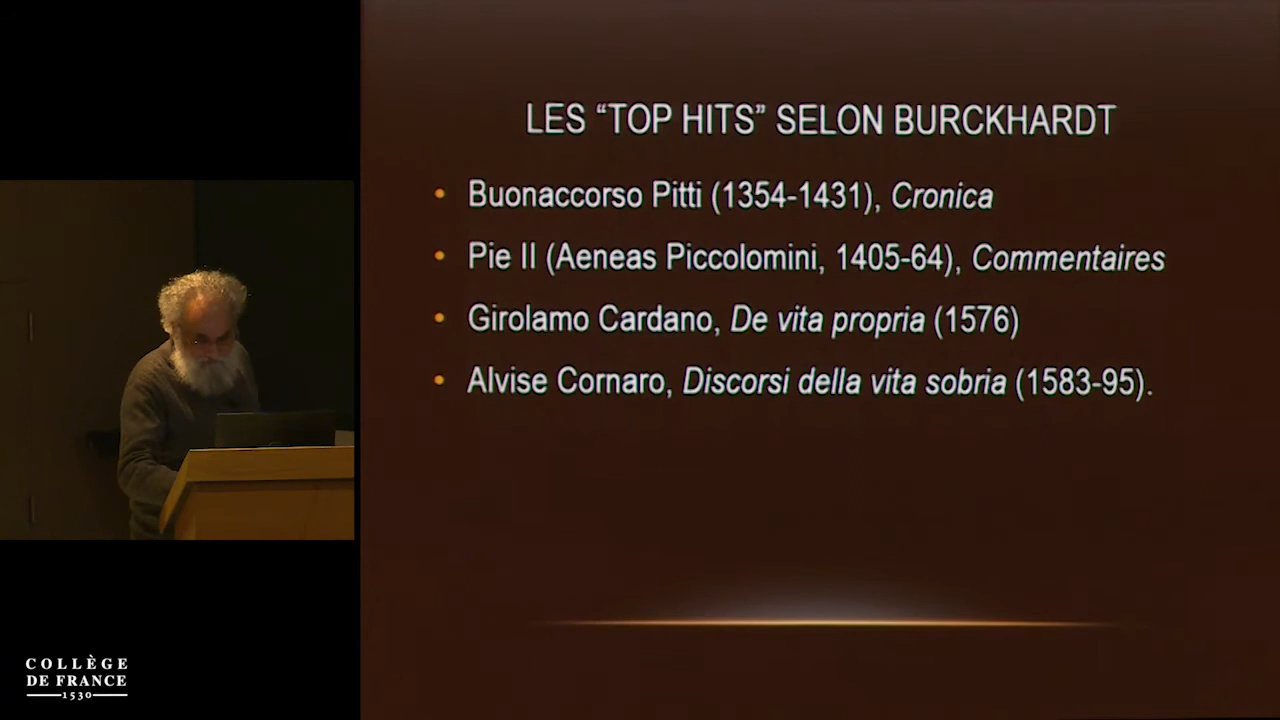 LES “TOP HITS” SELON BURCKHARDT
• Buonaccorso Pitti (1354-1431), Cronica
• Pie II (Aeneas Piccolomini, 1405-64), Commentaires
• Girolamo Cardano, De vita propria (1576)
• Alvise Cornaro, Discorsi della vita sobria (1583-95).
COLLÈGE
DE FRANCE
1530